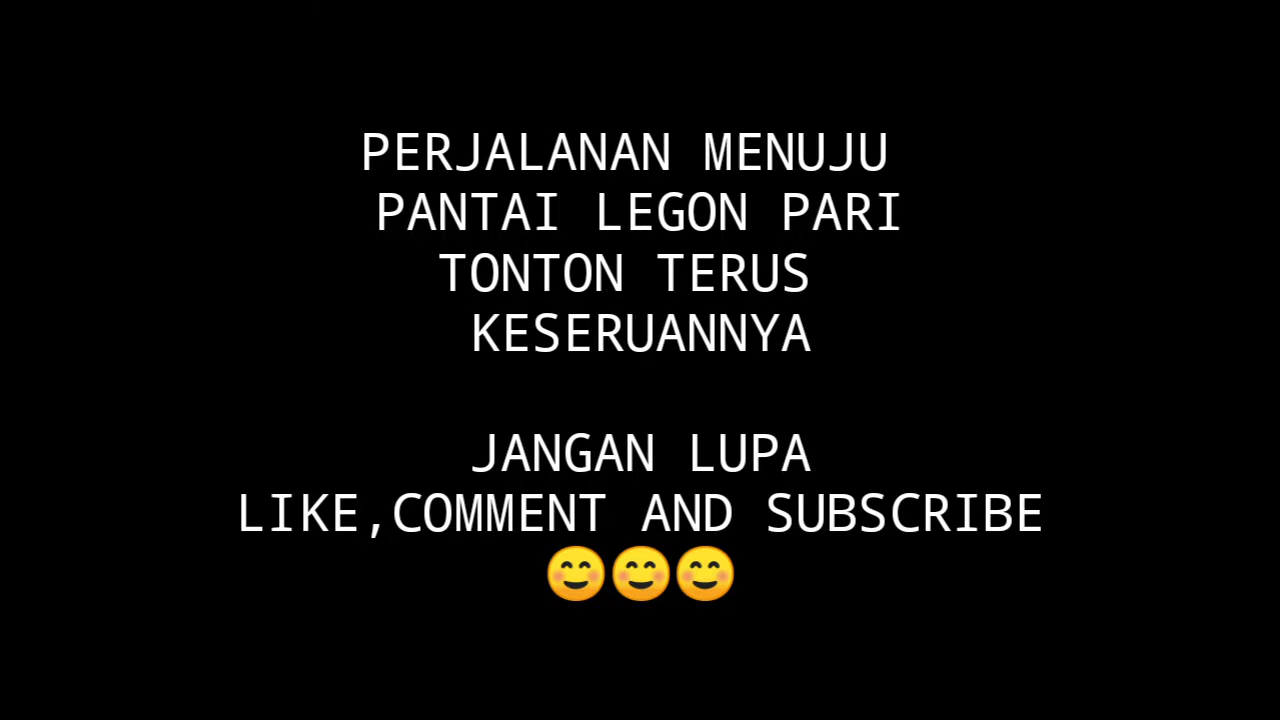 PERJALANAN MENUJU
PANTAI LEGON PARI
TONTON TERUS
KESERUANNYA
JANGAN LUPA
LIKE,COMMENT AND SUBSCRIBE
😊😊😊